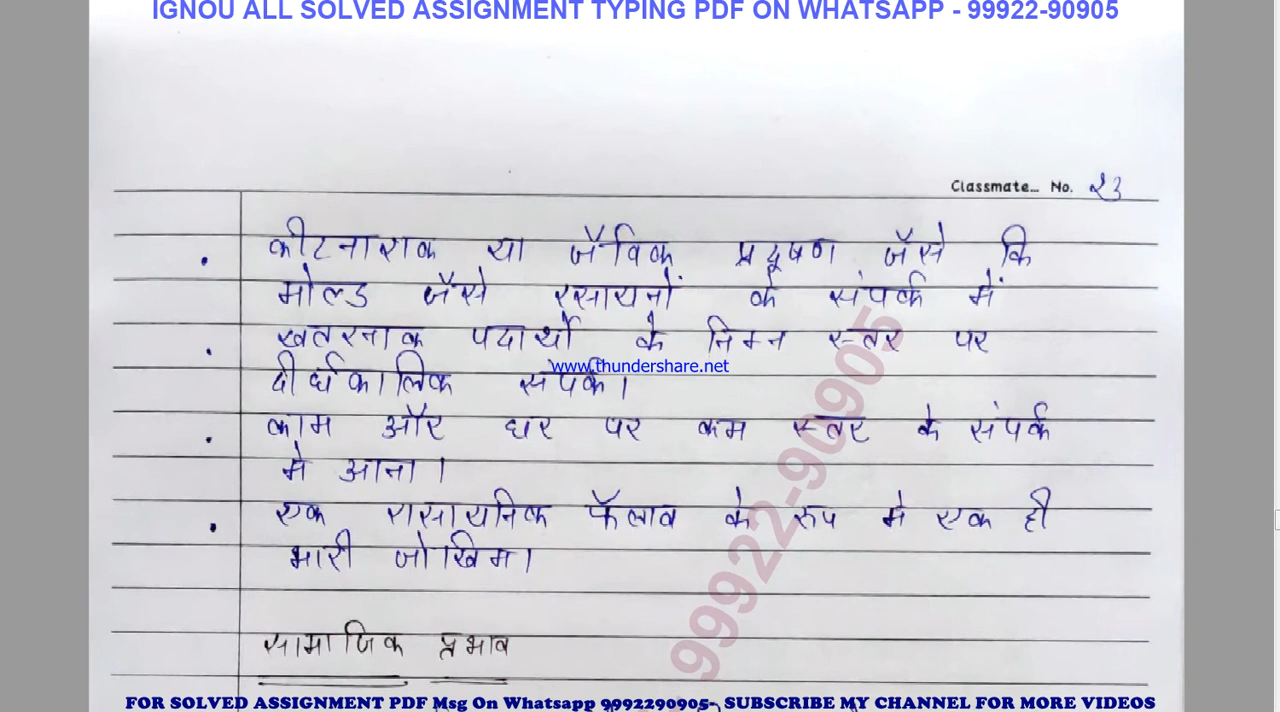 IGNOU ALL SOLVED ASSIGNMENT TYPING PDF ON WHATSAPP - 99922-90905
Classmate... No. 23
• कीटनाशक या जैविक प्रदूषण जैसे कि
मोल्ड जैसे रसायनों के संपर्क में
• खतरनाक पदार्थो के निम्न स्तर पर
www.thundershare.net
दीर्घकालिक संपर्क।
• काम और घर पर कम स्तर के संपर्क
मे आना।
• एक रासायनिक फैलाव के रूप मे एक ही
भारी जोखिम।
99922-90905
सामाजिक प्रभाव
FOR SOLVED ASSIGNMENT PDF Msg On Whatsapp 9992290905-, SUBSCRIBE MY CHANNEL FOR MORE VIDEOS